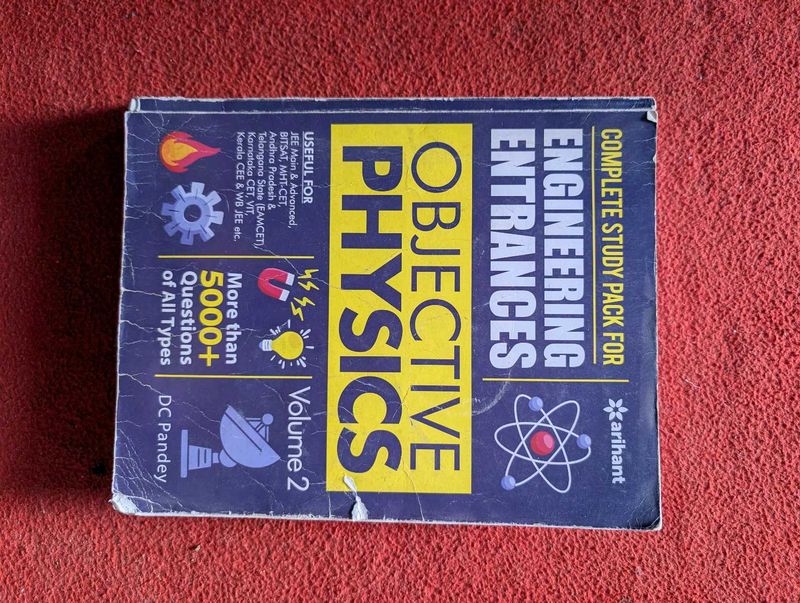 COMPLETE STUDY PACK FOR
ENGINEERING
ENTRANCES
arihant
OBJECTIVE
PHYSICS
Volume 2
USEFUL FOR
JEE Main & Advanced,
BITSAT, MHT-CET,
Andhra Pradesh &
Telangana State (EAMCET),
Karnataka CET, VIT,
Kerala CEE & WB JEE etc.
More than
5000+
Questions
of All Types
DC Pandey